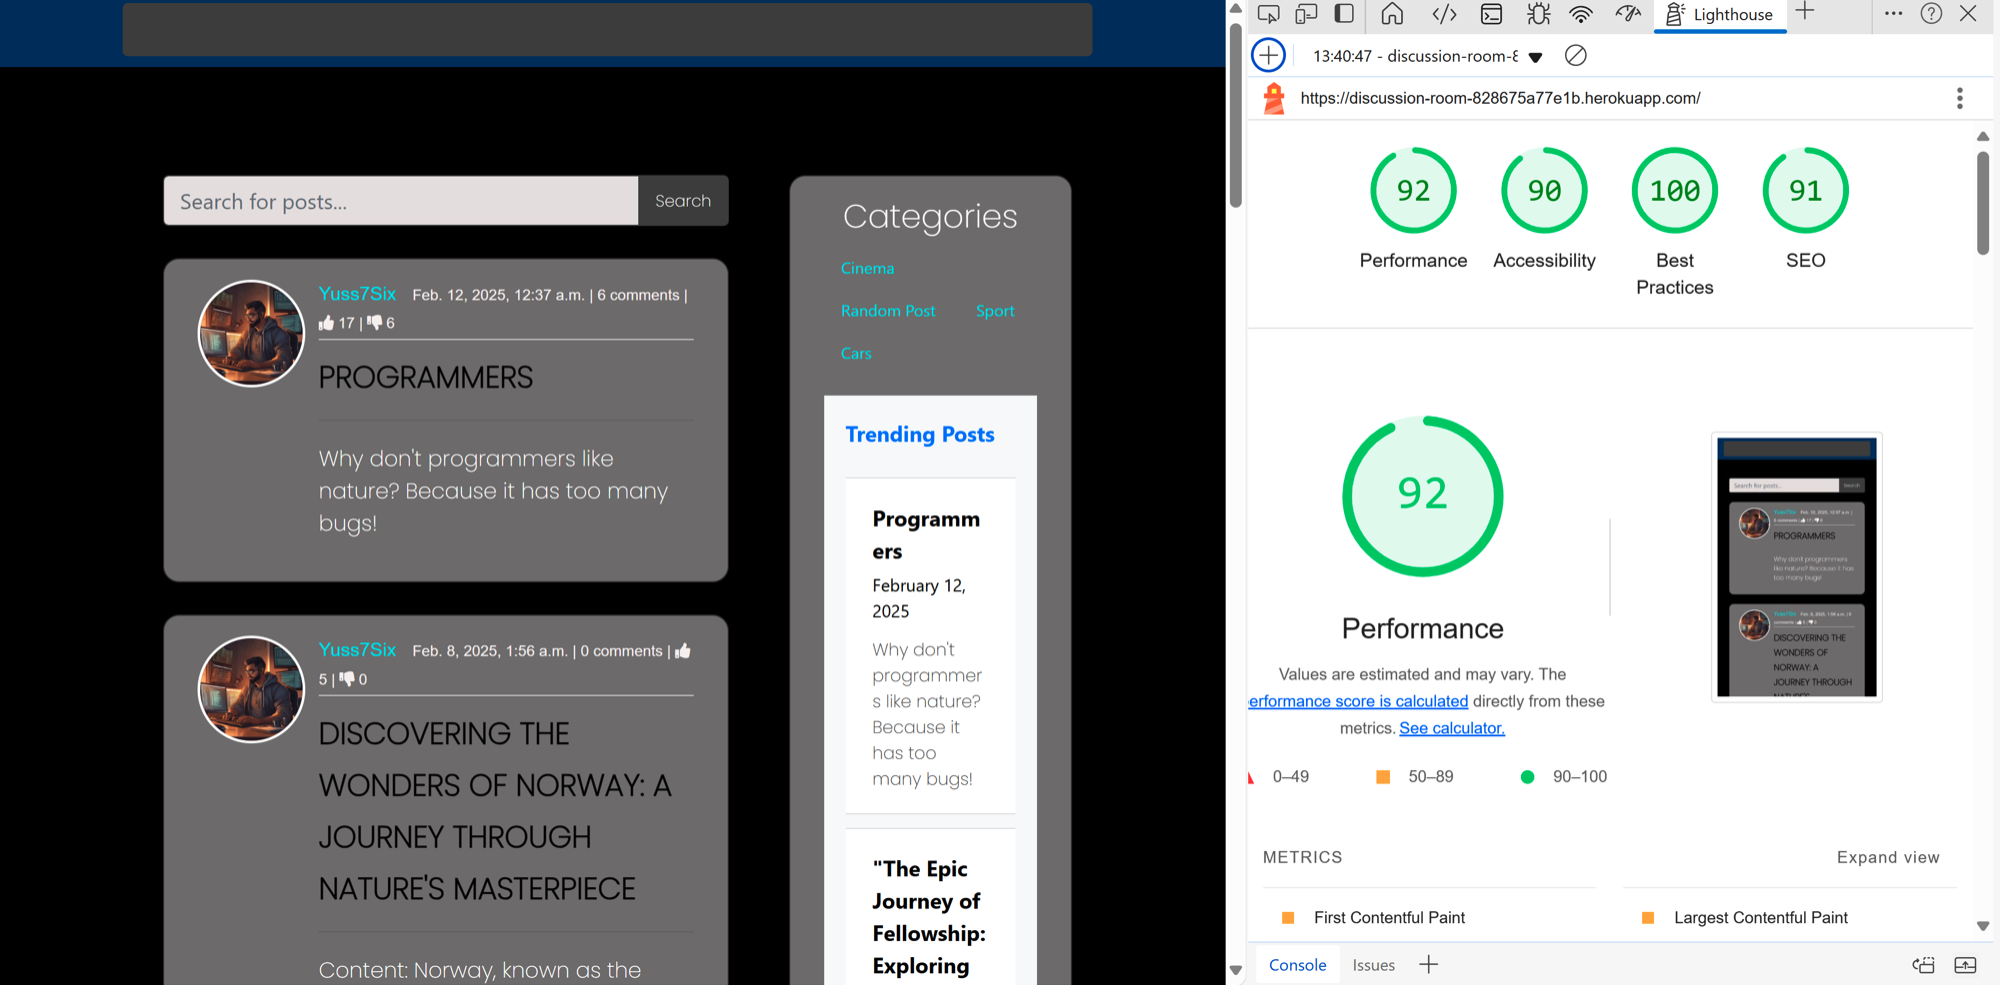 Search for posts...
Search
Yuss7Six Feb. 12, 2025, 12:37 a.m. | 6 comments |
17 | 6
PROGRAMMERS
Why don't programmers like
nature? Because it has too many
bugs!
Yuss7Six Feb. 8, 2025, 1:56 a.m. | 0 comments |
5 | 0
DISCOVERING THE
WONDERS OF NORWAY: A
JOURNEY THROUGH
NATURE'S MASTERPIECE
Content: Norway, known as the
Categories
Cinema
Random Post Sport
Cars
Trending Posts
Programm
ers
February 12,
2025
Why don't
programmer
s like nature?
Because it
has too
many bugs!
"The Epic
Journey of
Fellowship:
Exploring
Lighthouse
13:40:47 - discussion-room-8
https://discussion-room-828675a77e1b.herokuapp.com/
92
Performance
90
Accessibility
100
Best
Practices
91
SEO
92
Performance
Values are estimated and may vary. The
erformance score is calculated directly from these
metrics. See calculator.
0–49
50–89
90–100
Search for posts...
Search
PROGRAMMERS
Why don't programmers
like nature? Because it has
too many bugs!
DISCOVERING THE
WONDERS OF
NORWAY: A
JOURNEY THROUGH
METRICS
Expand view
First Contentful Paint
Largest Contentful Paint
Console
Issues